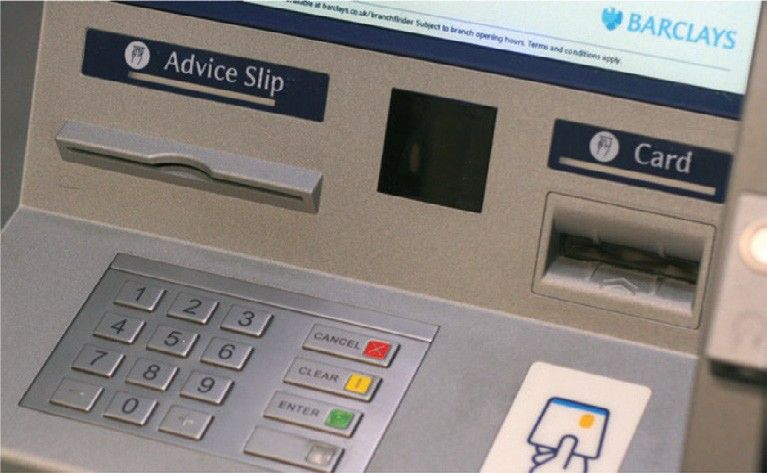 available at barclays.co.uk/branchfinder. Subject to branch opening hours. Terms and conditions apply.
BARCLAYS
Advice Slip
Card
1 2 3
4 5 6
7 8 9
0
CANCEL
CLEAR
ENTER